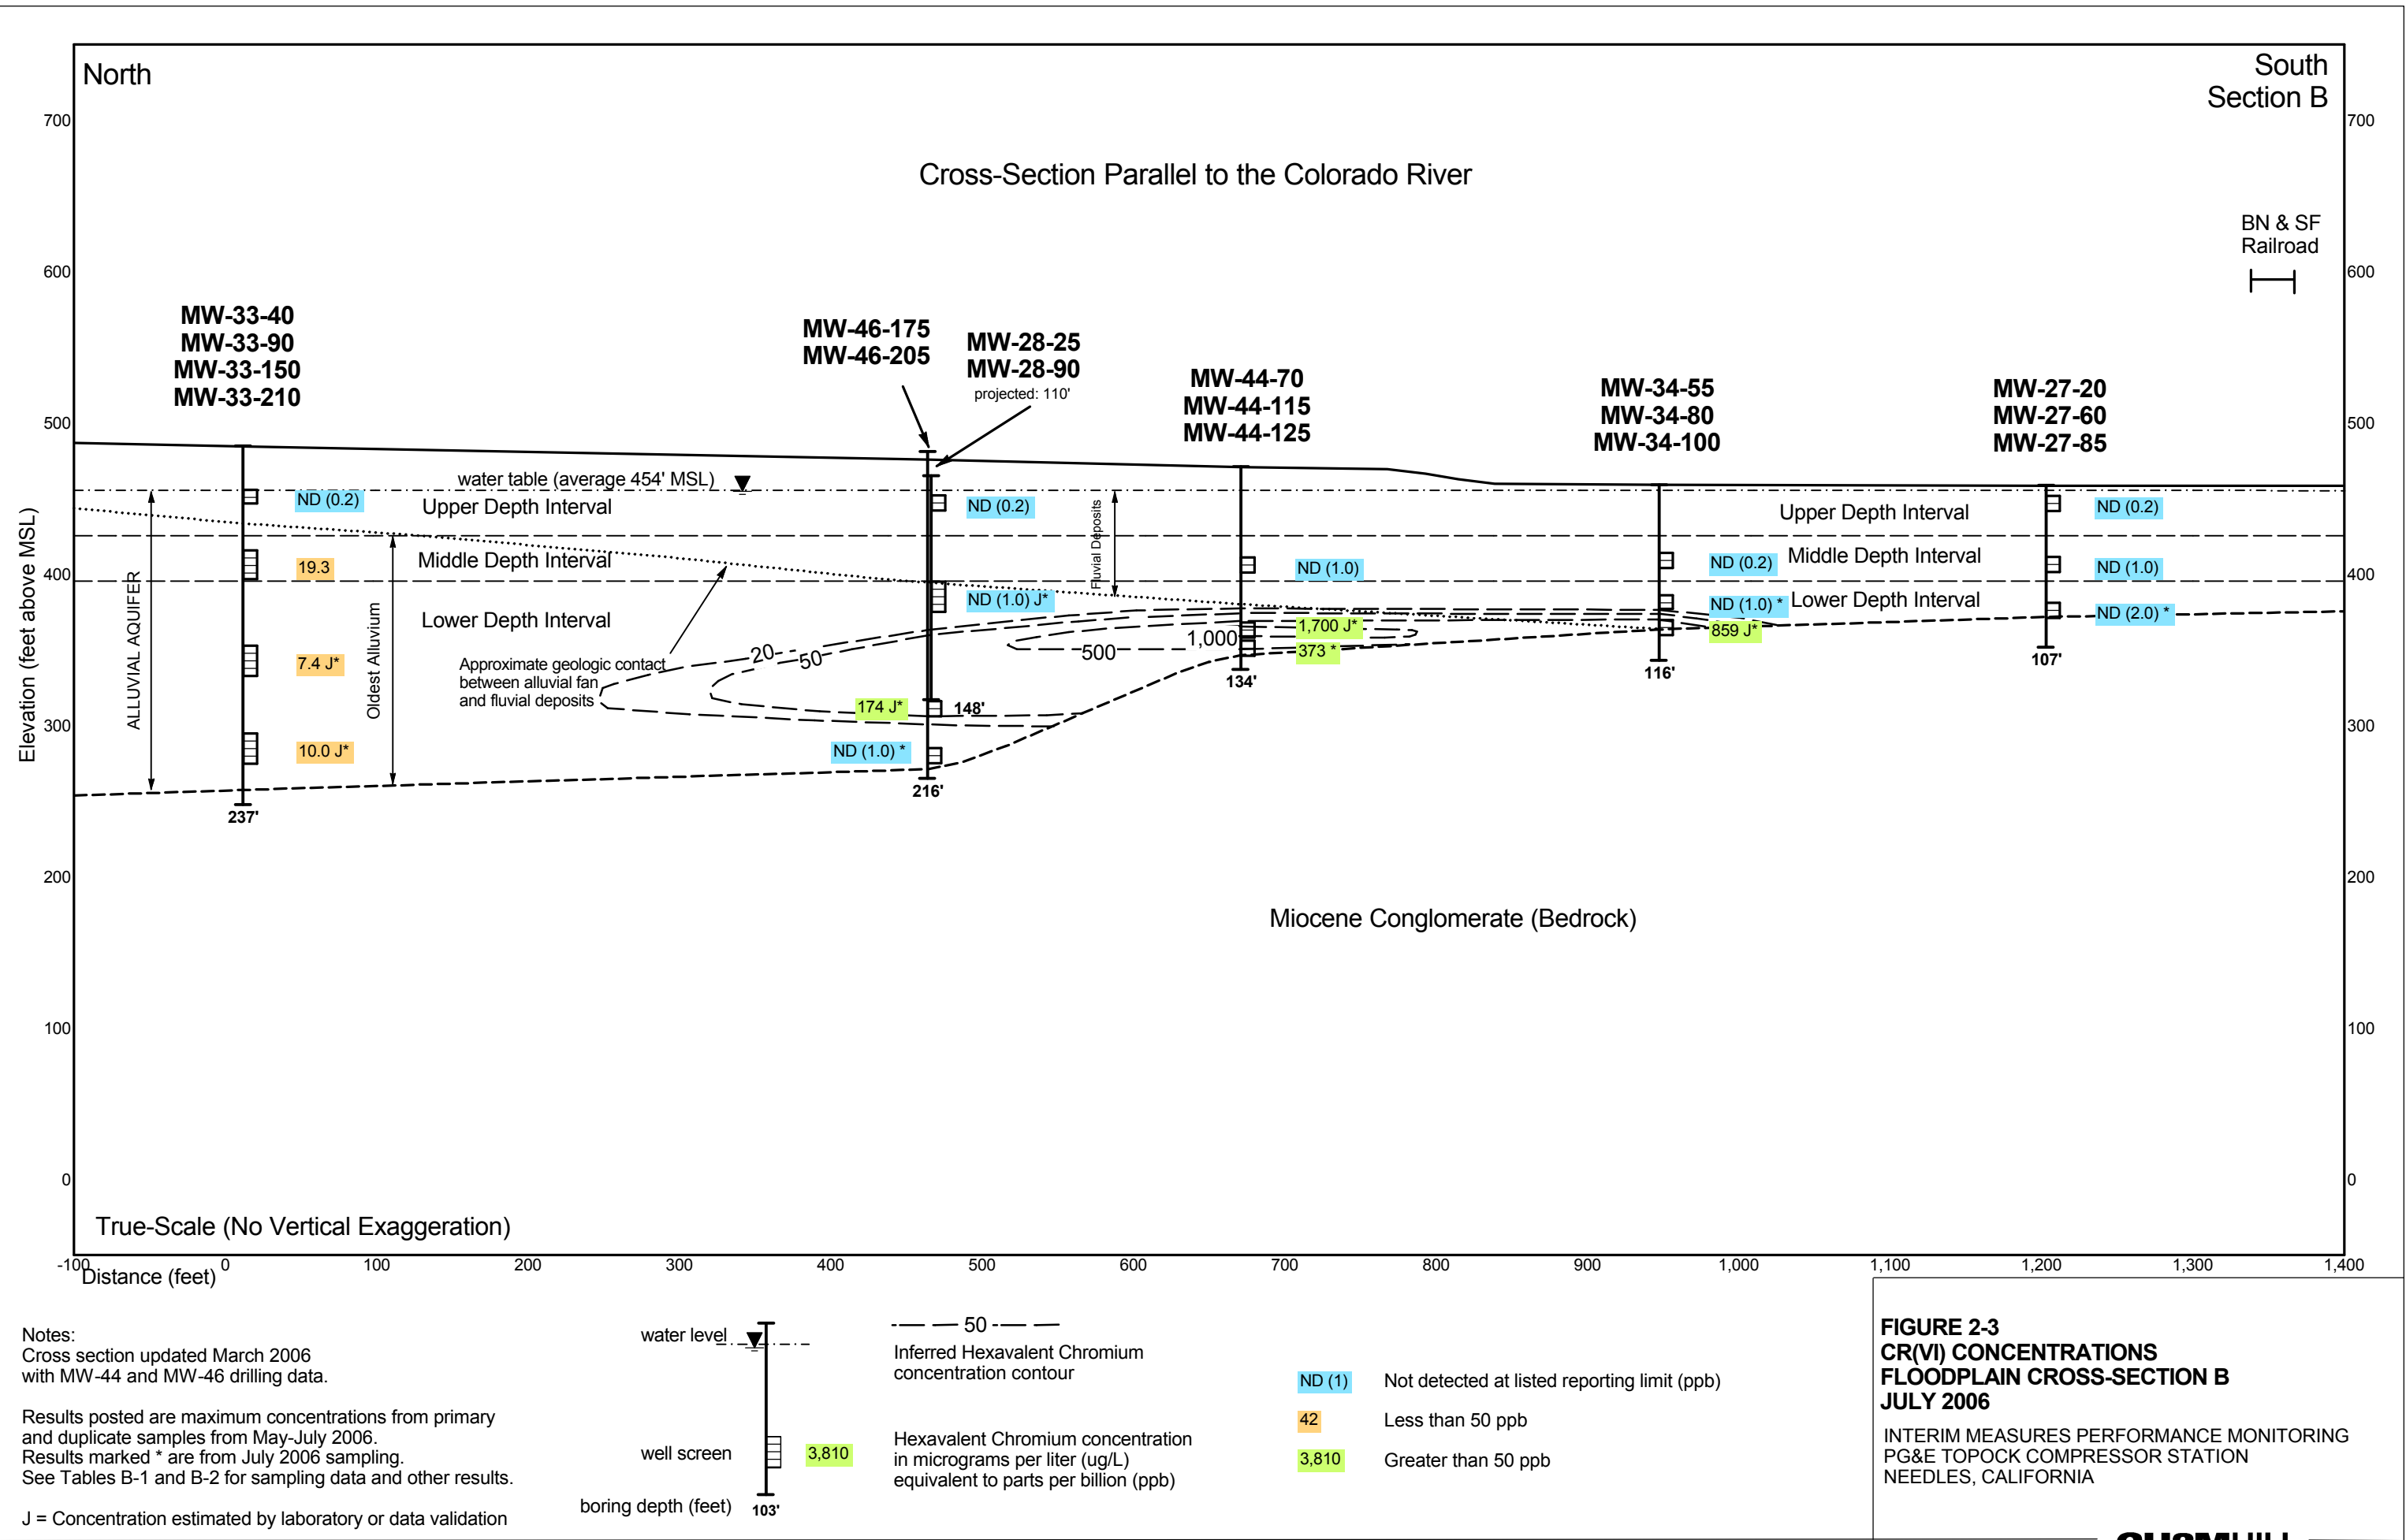 North
South
Section B
Cross-Section Parallel to the Colorado River
BN & SF
Railroad
700
600
500
400
300
200
100
0
Elevation (feet above MSL)
700
600
500
400
300
200
100
0
MW-33-40
MW-33-90
MW-33-150
MW-33-210
MW-46-175
MW-46-205
MW-28-25
MW-28-90
projected: 110'
MW-44-70
MW-44-115
MW-44-125
MW-34-55
MW-34-80
MW-34-100
MW-27-20
MW-27-60
MW-27-85
water table (average 454' MSL)
Upper Depth Interval
Middle Depth Interval
Lower Depth Interval
Upper Depth Interval
Middle Depth Interval
Lower Depth Interval
ALLUVIAL AQUIFER
Oldest Alluvium
Fluvial Deposits
Approximate geologic contact
between alluvial fan
and fluvial deposits
ND (0.2)
19.3
7.4 J*
10.0 J*
237'
ND (0.2)
ND (1.0) J*
174 J*
148'
ND (1.0) *
216'
20
50
500
1,000
ND (1.0)
1,700 J*
373 *
134'
ND (0.2)
ND (1.0) *
859 J*
116'
ND (0.2)
ND (1.0)
ND (2.0) *
107'
Miocene Conglomerate (Bedrock)
True-Scale (No Vertical Exaggeration)
-100 0 100 200 300 400 500 600 700 800 900 1,000 1,100 1,200 1,300 1,400
Distance (feet)
Notes:
Cross section updated March 2006
with MW-44 and MW-46 drilling data.
Results posted are maximum concentrations from primary
and duplicate samples from May-July 2006.
Results marked * are from July 2006 sampling.
See Tables B-1 and B-2 for sampling data and other results.
J = Concentration estimated by laboratory or data validation
water level
well screen
3,810
boring depth (feet) 103'
50
Inferred Hexavalent Chromium
concentration contour
Hexavalent Chromium concentration
in micrograms per liter (ug/L)
equivalent to parts per billion (ppb)
ND (1) Not detected at listed reporting limit (ppb)
42 Less than 50 ppb
3,810 Greater than 50 ppb
FIGURE 2-3
CR(VI) CONCENTRATIONS
FLOODPLAIN CROSS-SECTION B
JULY 2006
INTERIM MEASURES PERFORMANCE MONITORING
PG&E TOPOCK COMPRESSOR STATION
NEEDLES, CALIFORNIA